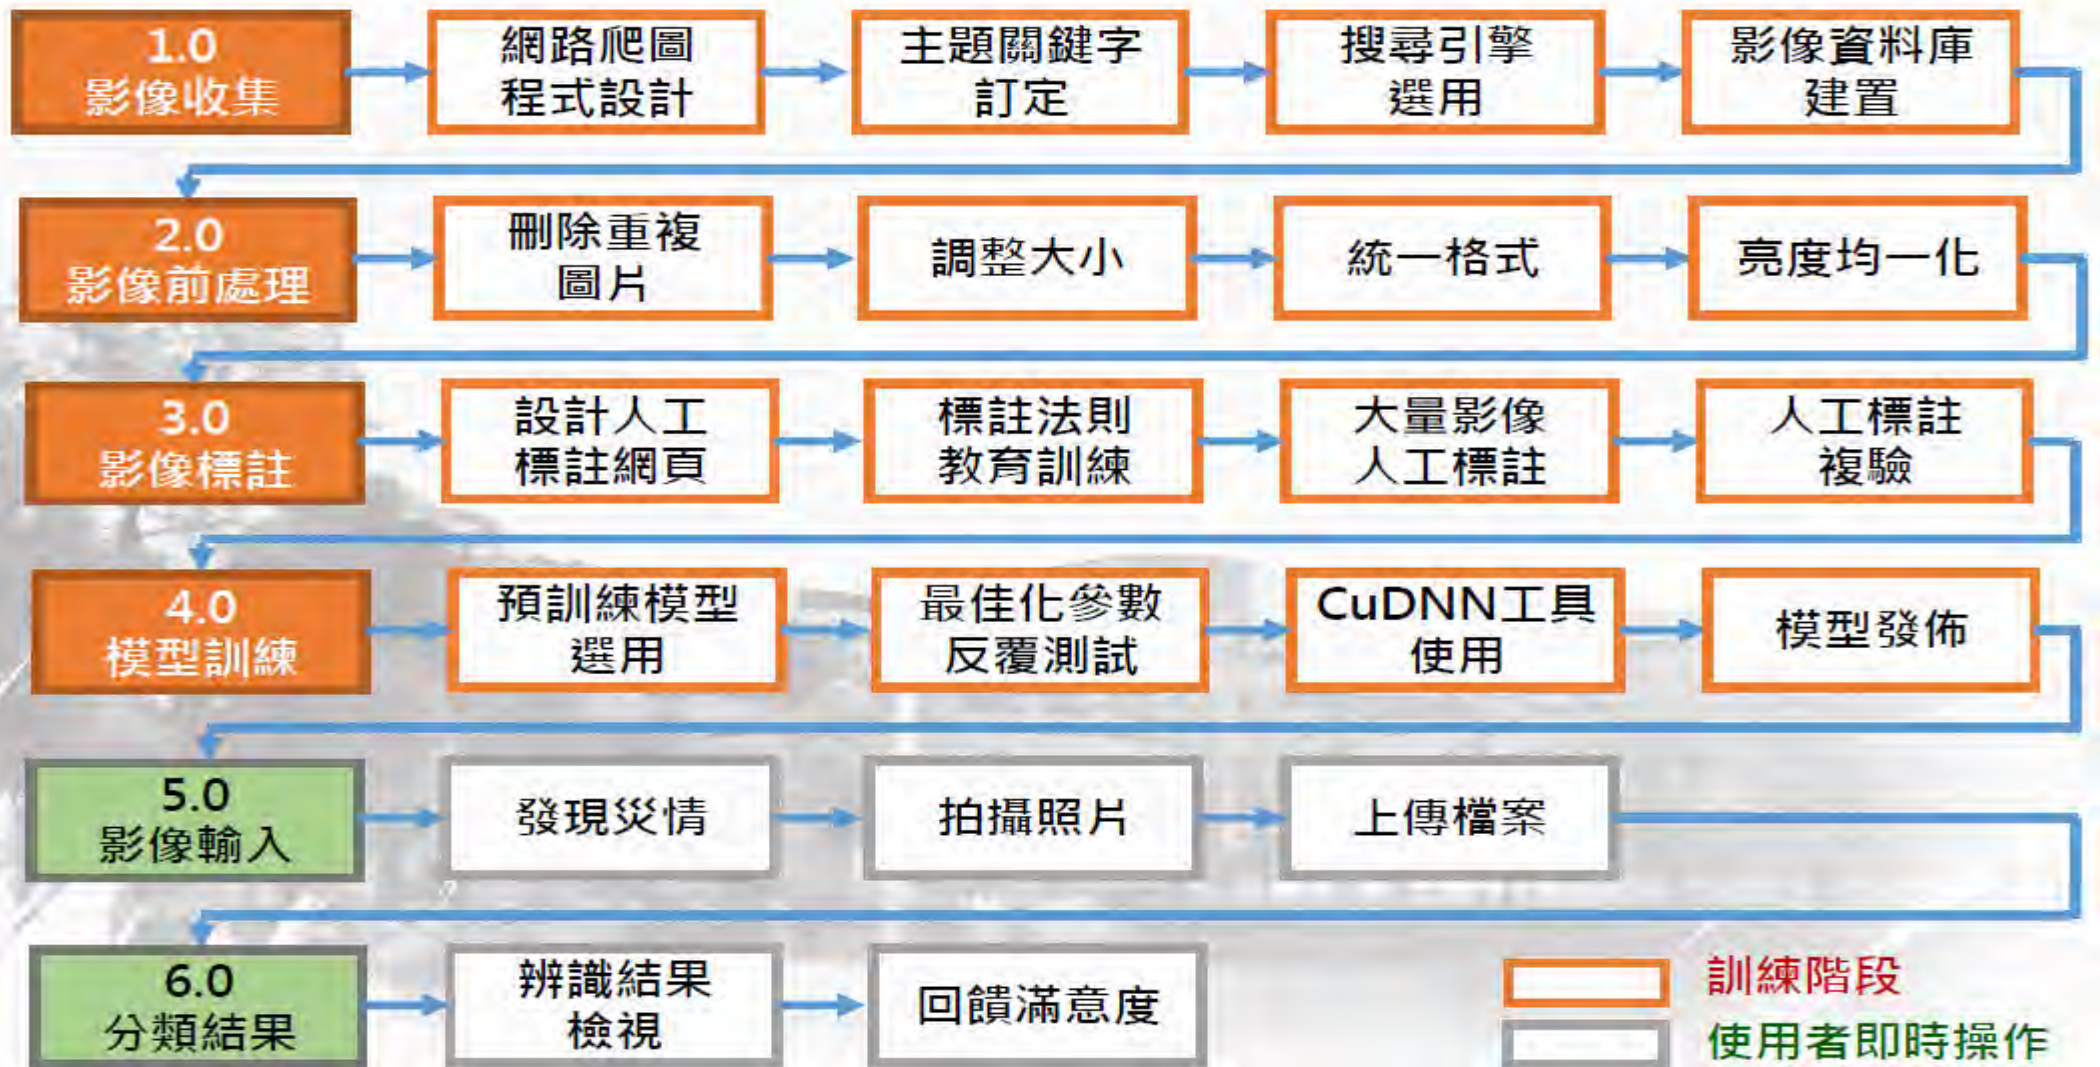 1.0
影像收集
網路爬圖
程式設計
主題關鍵字
訂定
搜尋引擎
選用
影像資料庫
建置
2.0
影像前處理
刪除重複
圖片
調整大小
統一格式
亮度均一化
3.0
影像標註
設計人工
標註網頁
標註法則
教育訓練
大量影像
人工標註
人工標註
複驗
4.0
模型訓練
預訓練模型
選用
最佳化參數
反覆測試
CuDNN工具
使用
模型發佈
5.0
影像輸入
發現災情
拍攝照片
上傳檔案
6.0
分類結果
辨識結果
檢視
回饋滿意度
訓練階段
使用者即時操作